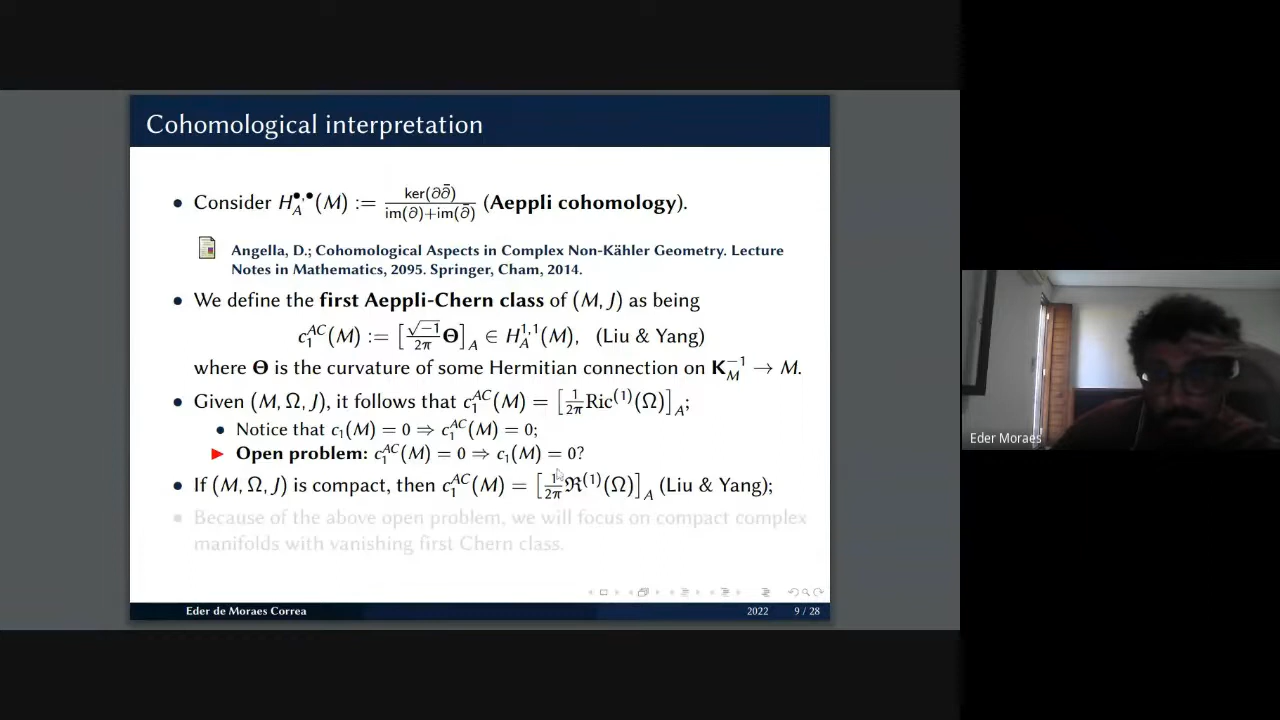 Cohomological interpretation
• Consider H_A^{•,•}(M) := ker(∂∂̄) / im(∂)+im(∂̄) (Aeppli cohomology).
Angella, D.; Cohomological Aspects in Complex Non-Kähler Geometry. Lecture
Notes in Mathematics, 2095. Springer, Cham, 2014.
• We define the first Aeppli-Chern class of (M, J) as being
c_1^{AC}(M) := [√−1/2π Θ]_A ∈ H_A^{1,1}(M), (Liu & Yang)
where Θ is the curvature of some Hermitian connection on K_M^{−1} → M.
• Given (M, Ω, J), it follows that c_1^{AC}(M) = [1/2π Ric^{(1)}(Ω)]_A;
• Notice that c_1(M) = 0 ⇒ c_1^{AC}(M) = 0;
▶ Open problem: c_1^{AC}(M) = 0 ⇒ c_1(M) = 0?
• If (M, Ω, J) is compact, then c_1^{AC}(M) = [1/2π ℜ^{(1)}(Ω)]_A (Liu & Yang);
Because of the above open problem, we will focus on compact complex
manifolds with vanishing first Chern class.
Eder de Moraes Correa 2022 9 / 28
Eder Moraes